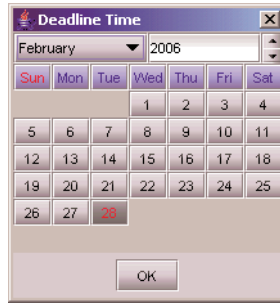 Deadline Time
February 2006
Sun Mon Tue Wed Thu Fri Sat
1 2 3 4
5 6 7 8 9 10 11
12 13 14 15 16 17 18
19 20 21 22 23 24 25
26 27 28
OK